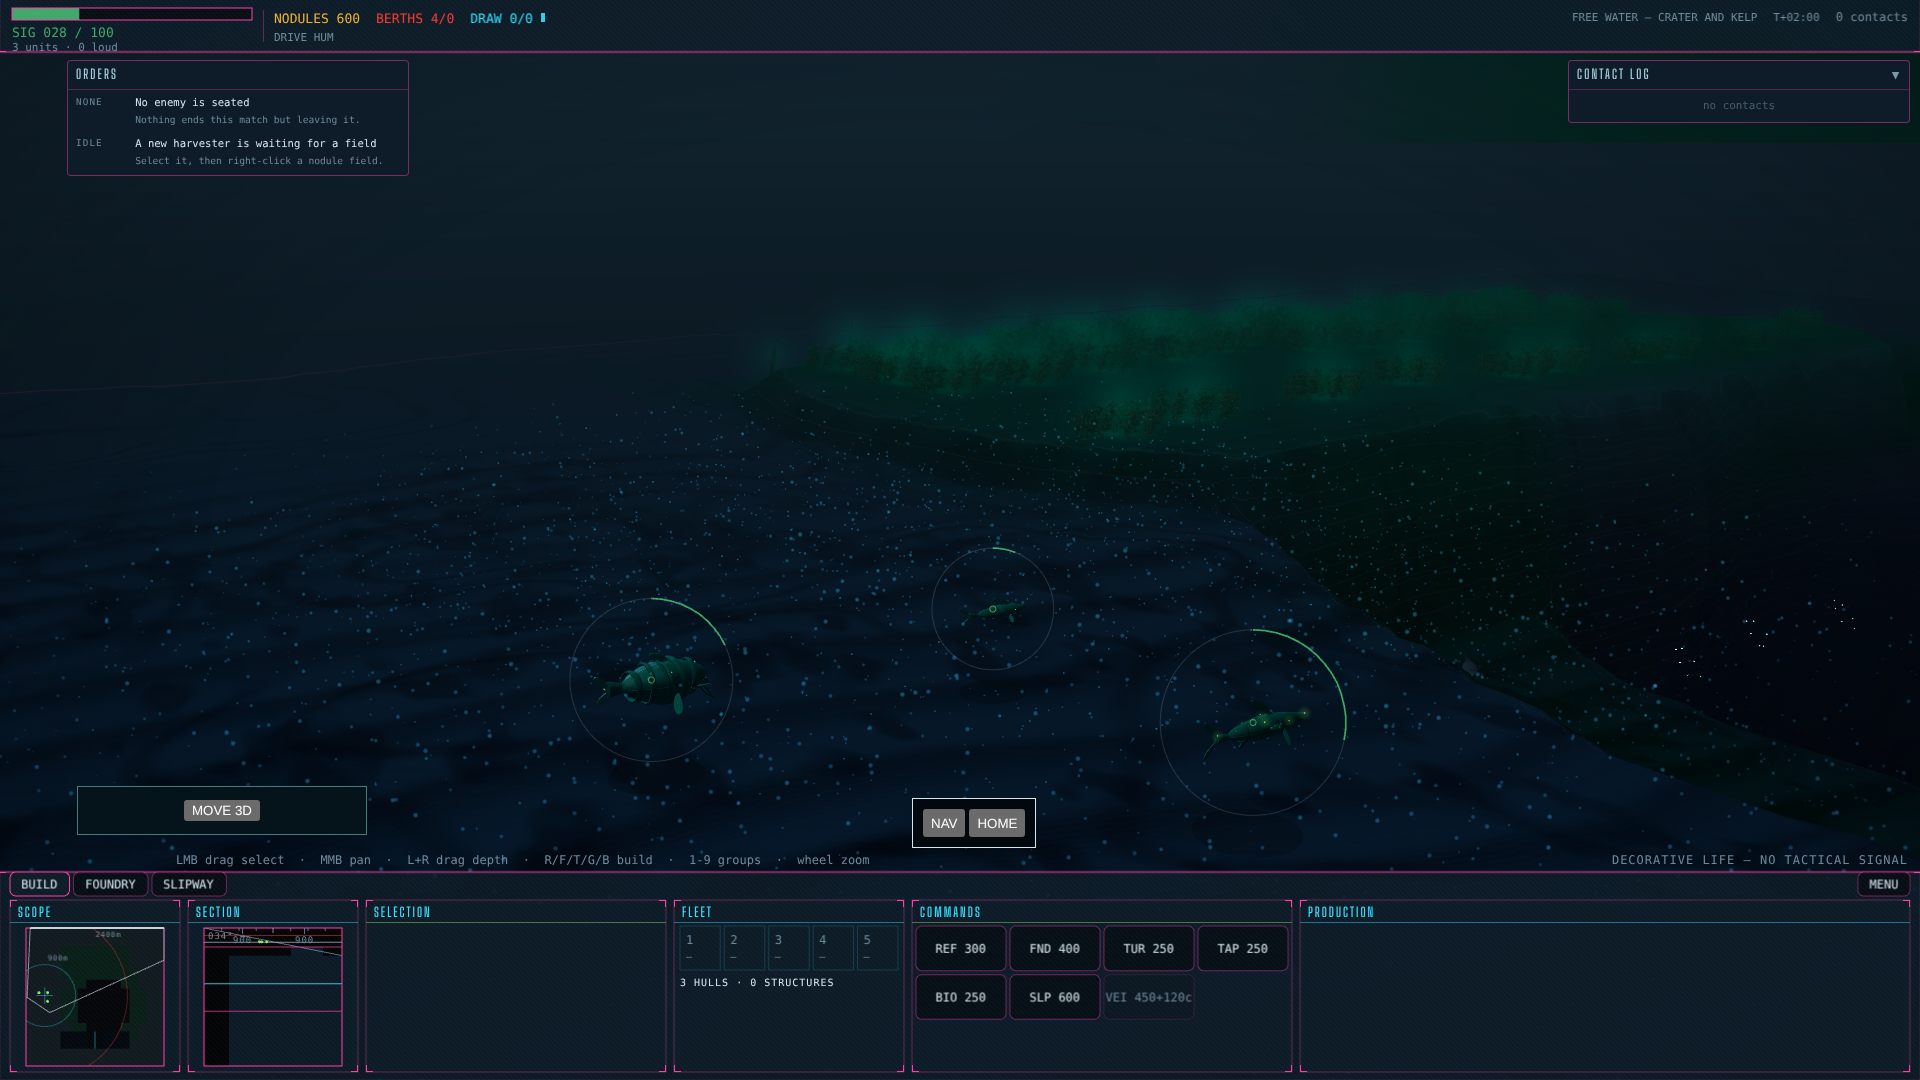 SIG 028 / 100
3 units · 0 loud
NODULES 600 BERTHS 4/0 DRAW 0/0
DRIVE HUM
FREE WATER — CRATER AND KELP T+02:00 0 contacts
ORDERS
NONE No enemy is seated
Nothing ends this match but leaving it.
IDLE A new harvester is waiting for a field
Select it, then right-click a nodule field.
CONTACT LOG ▼
no contacts
MOVE 3D
NAV HOME
LMB drag select · MMB pan · L+R drag depth · R/F/T/G/B build · 1-9 groups · wheel zoom
DECORATIVE LIFE — NO TACTICAL SIGNAL
BUILD FOUNDRY SLIPWAY
MENU
SCOPE
2400m
900m
SECTION
034° 900 900
SELECTION
FLEET
1 2 3 4 5
— — — — —
3 HULLS · 0 STRUCTURES
COMMANDS
REF 300 FND 400 TUR 250 TAP 250
BIO 250 SLP 600 VEI 450+120c
PRODUCTION